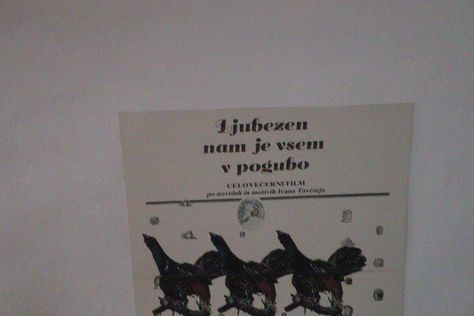 Ljubezen
nam je vsem
v pogubo
CELOVEČERNI FILM
po novelah in motivih Ivana Tavčarja